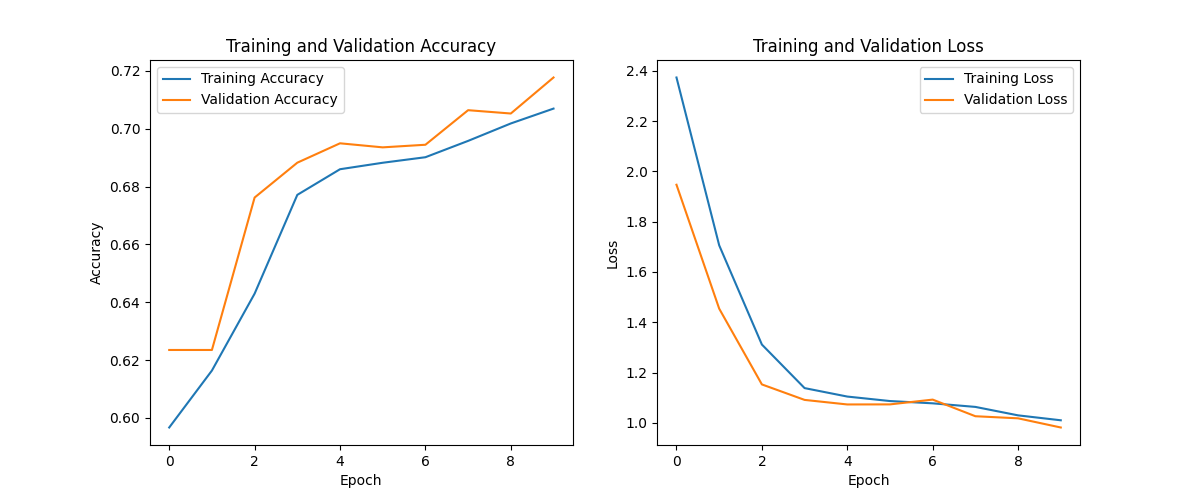 Training and Validation Accuracy
Training Accuracy
Validation Accuracy
0.72
0.70
0.68
0.66
0.64
0.62
0.60
Accuracy
0 2 4 6 8
Epoch
Training and Validation Loss
Training Loss
Validation Loss
2.4
2.2
2.0
1.8
1.6
1.4
1.2
1.0
Loss
0 2 4 6 8
Epoch